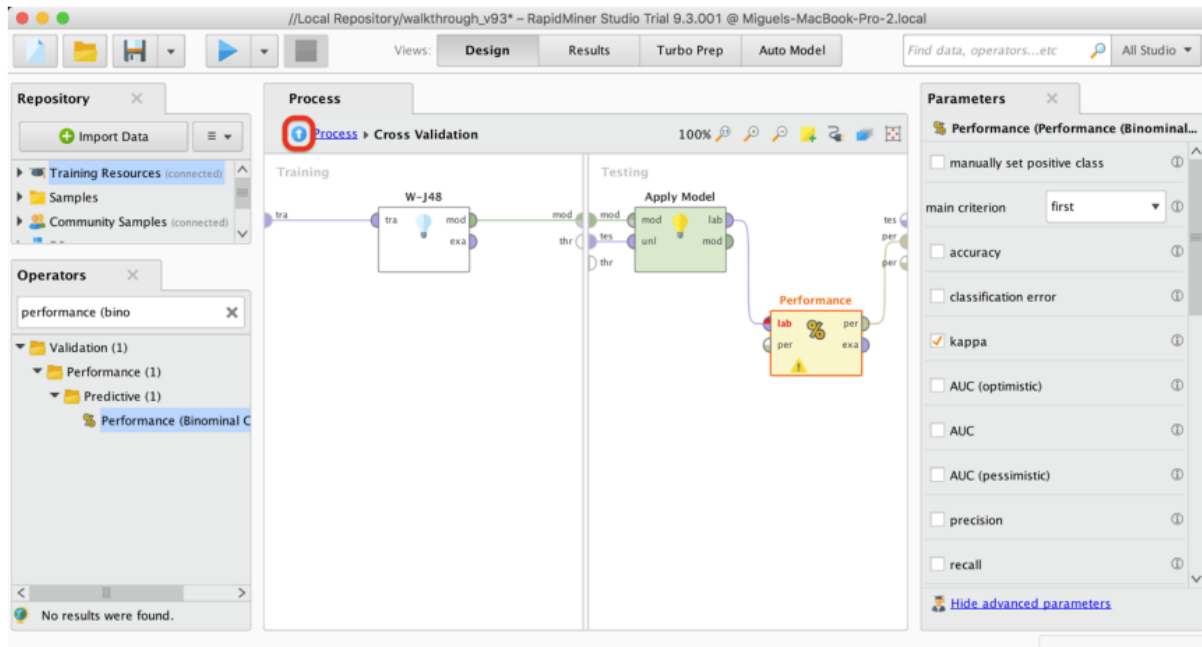 //Local Repository/walkthrough_v93* – RapidMiner Studio Trial 9.3.001 @ Miguels-MacBook-Pro-2.local
Views: Design Results Turbo Prep Auto Model Find data, operators...etc All Studio
Repository
Import Data
Training Resources (connected)
Samples
Community Samples (connected)
Operators
performance (bino
Validation (1)
Performance (1)
Predictive (1)
Performance (Binominal C
No results were found.
Process
Process Cross Validation 100%
Training
W-J48
tra tra mod mod
exa thr
Testing
Apply Model
mod mod lab tes
tes unl mod per
thr per
Performance
lab per
per exa
Parameters
Performance (Performance (Binominal...
manually set positive class
main criterion first
accuracy
classification error
kappa
AUC (optimistic)
AUC
AUC (pessimistic)
precision
recall
Hide advanced parameters